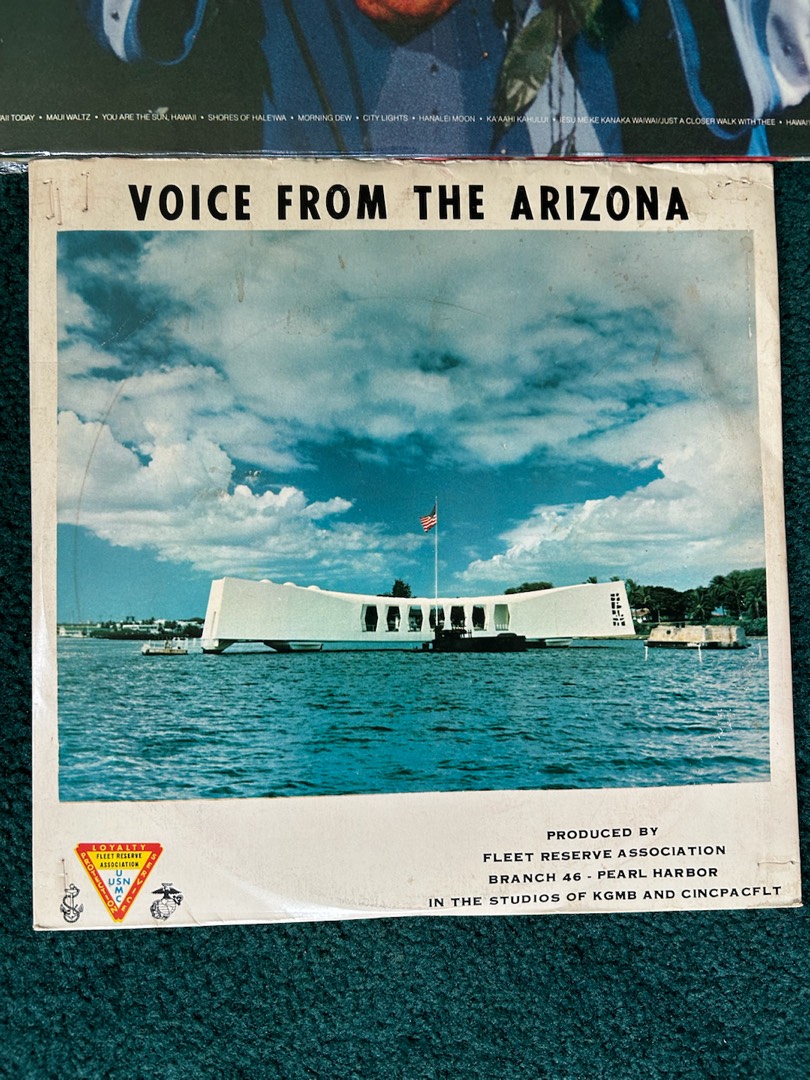 AII TODAY • MAUI WALTZ • YOU ARE THE SUN, HAWAII • SHORES OF HALE'IWA • MORNING DEW • CITY LIGHTS • HANALEI MOON • KA'AAHI KAHULUI • IESU ME KE KANAKA WAIWAI/JUST A CLOSER WALK WITH THEE • HAWAI'
VOICE FROM THE ARIZONA
LOYALTY
PROTECTION
SERVICE
FLEET RESERVE
ASSOCIATION
U
USN
M
C
PRODUCED BY
FLEET RESERVE ASSOCIATION
BRANCH 46 - PEARL HARBOR
IN THE STUDIOS OF KGMB AND CINCPACFLT